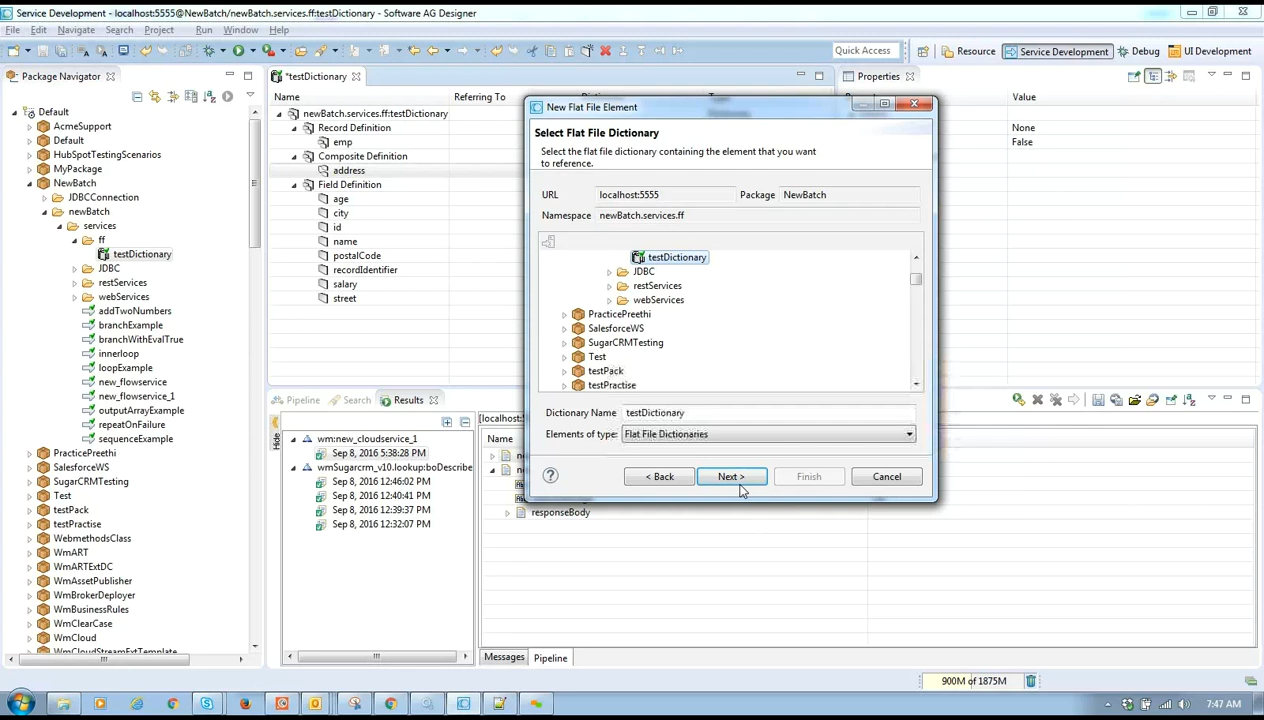 Service Development - localhost:5555@NewBatch/newBatch.services.ff:testDictionary - Software AG Designer
File Edit Navigate Search Project Run Window Help
Quick Access
Resource
Service Development
Debug
UI Development
Package Navigator
Default
AcmeSupport
Default
HubSpotTestingScenarios
MyPackage
NewBatch
JDBCConnection
newBatch
services
ff
testDictionary
JDBC
restServices
webServices
addTwoNumbers
branchExample
branchWithEvalTrue
innerloop
loopExample
new_flowservice
new_flowservice_1
outputArrayExample
repeatOnFailure
sequenceExample
PracticePreethi
SalesforceWS
SugarCRMTesting
Test
testPack
testPractise
WebmethodsClass
WmART
WmARTExtDC
WmAssetPublisher
WmBrokerDeployer
WmBusinessRules
WmClearCase
WmCloud
WmCloudStreamExtTemplate
*testDictionary
Name Referring To
newBatch.services.ff:testDictionary
Record Definition
emp
Composite Definition
address
Field Definition
age
city
id
name
postalCode
recordIdentifier
salary
street
Properties
Value
None
False
New Flat File Element
Select Flat File Dictionary
Select the flat file dictionary containing the element that you want
to reference.
URL localhost:5555 Package NewBatch
Namespace newBatch.services.ff
testDictionary
JDBC
restServices
webServices
PracticePreethi
SalesforceWS
SugarCRMTesting
Test
testPack
testPractise
Dictionary Name testDictionary
Elements of type: Flat File Dictionaries
< Back Next > Finish Cancel
Pipeline Search Results
Hide
wm:new_cloudservice_1
Sep 8, 2016 5:38:28 PM
wmSugarcrm_v10.lookup:boDescribe
Sep 8, 2016 12:46:02 PM
Sep 8, 2016 12:40:41 PM
Sep 8, 2016 12:39:37 PM
Sep 8, 2016 12:32:07 PM
Name
responseBody
Messages Pipeline
900M of 1875M
7:47 AM